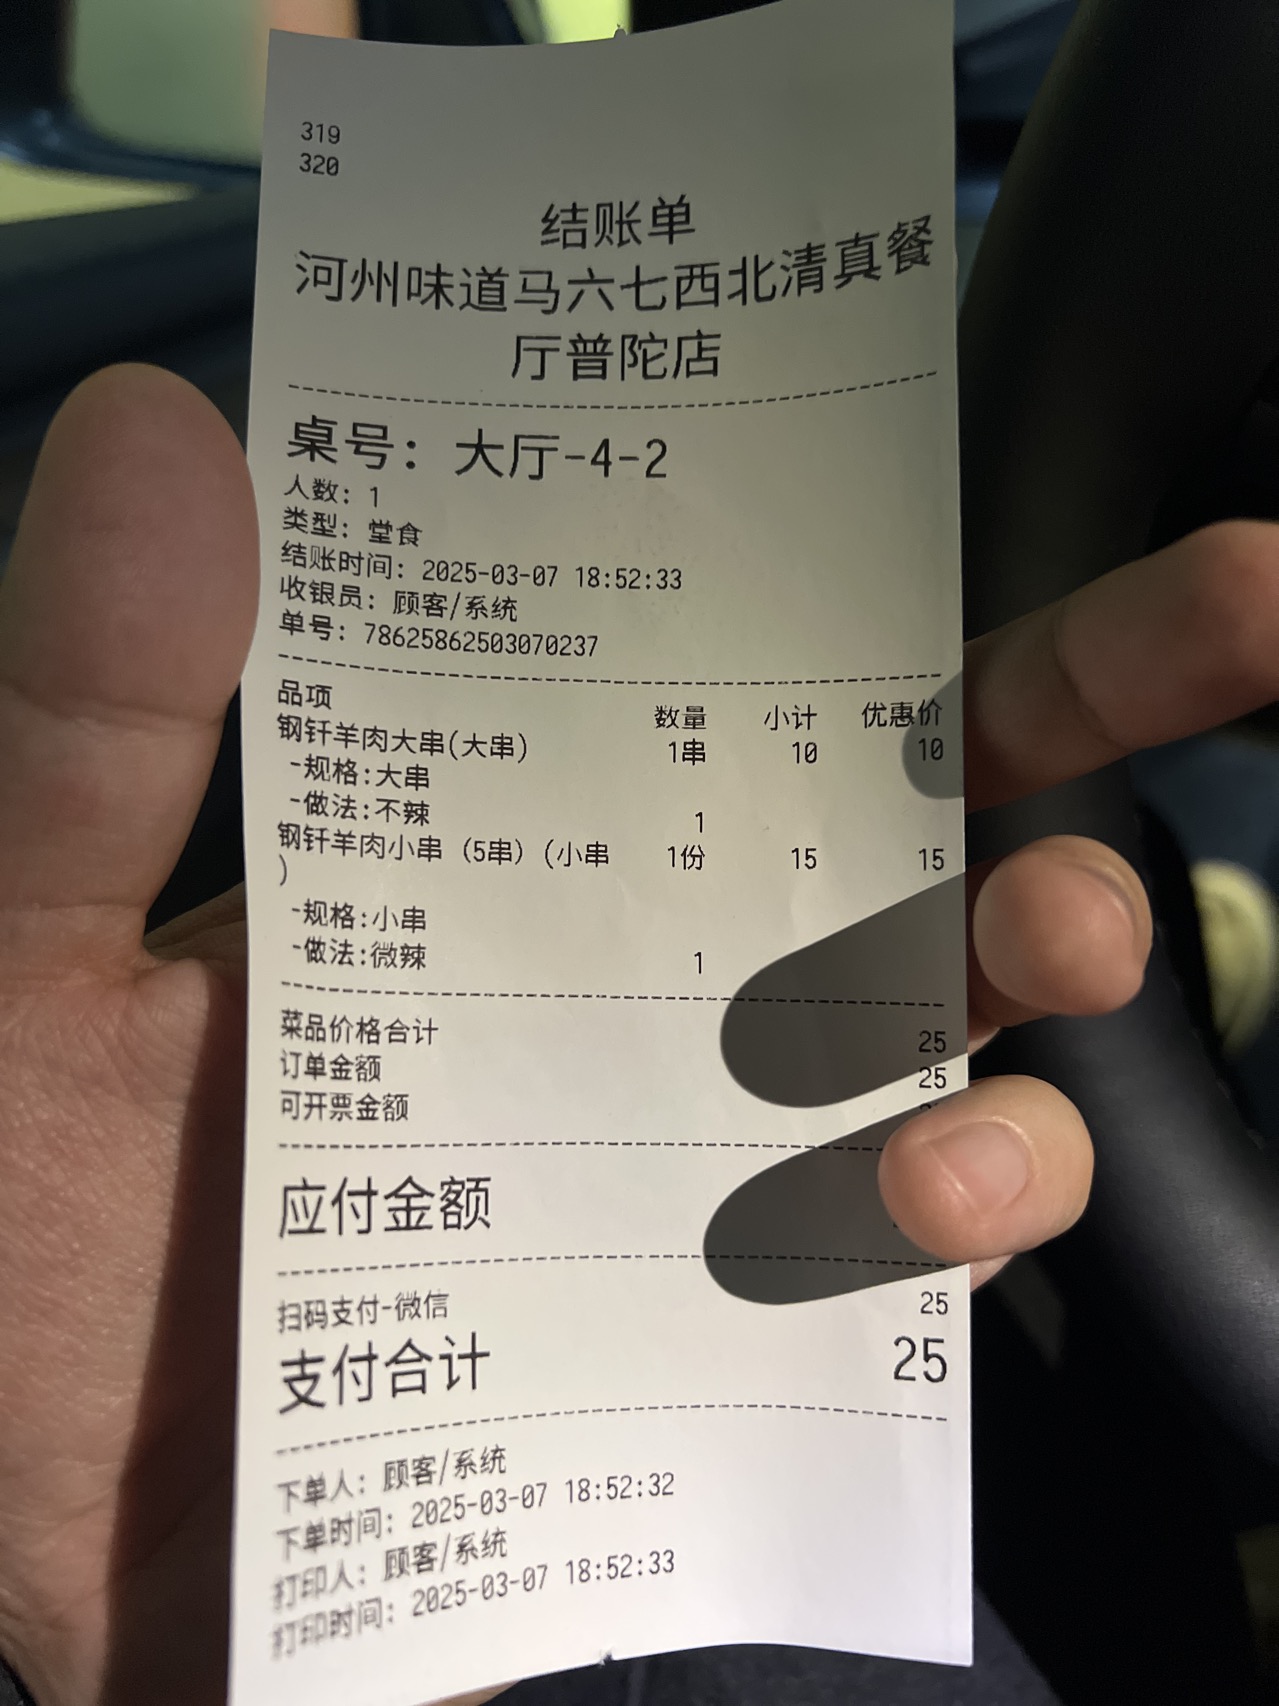 319
320
结账单
河州味道马六七西北清真餐
厅普陀店
桌号：大厅-4-2
人数：1
类型：堂食
结账时间：2025-03-07 18:52:33
收银员：顾客/系统
单号：78625862503070237
品项 数量 小计 优惠价
钢钎羊肉大串(大串) 1串 10 10
-规格:大串
-做法:不辣 1
钢钎羊肉小串（5串）(小串 1份 15 15
)
-规格:小串
-做法:微辣 1
菜品价格合计 25
订单金额 25
可开票金额
应付金额
扫码支付-微信 25
支付合计 25
下单人：顾客/系统
下单时间：2025-03-07 18:52:32
打印人：顾客/系统
打印时间：2025-03-07 18:52:33